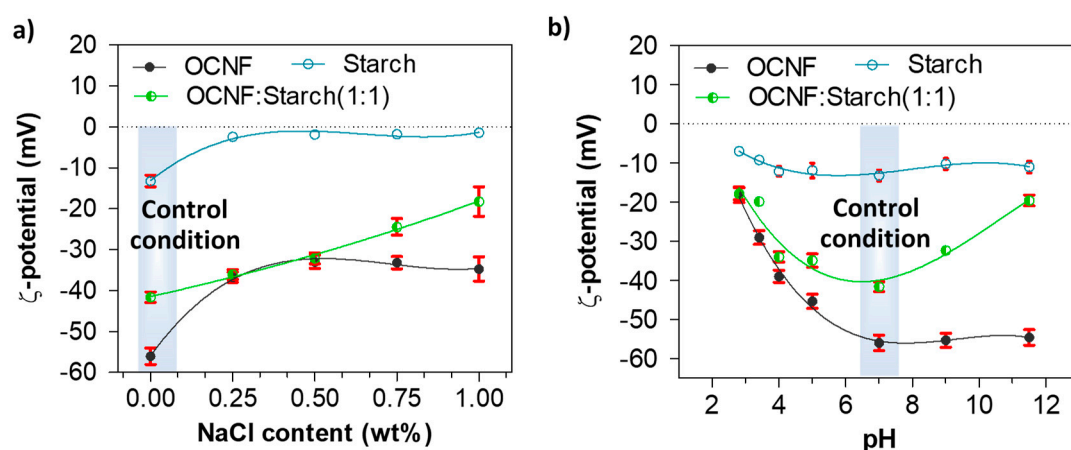 a)
20
10
0
-10
-20
-30
-40
-50
-60
ζ-potential (mV)
OCNF
Starch
OCNF:Starch(1:1)
Control
condition
0.00 0.25 0.50 0.75 1.00
NaCl content (wt%)
b)
20
10
0
-10
-20
-30
-40
-50
-60
ζ-potential (mV)
OCNF
Starch
OCNF:Starch(1:1)
Control
condition
2 4 6 8 10 12
pH